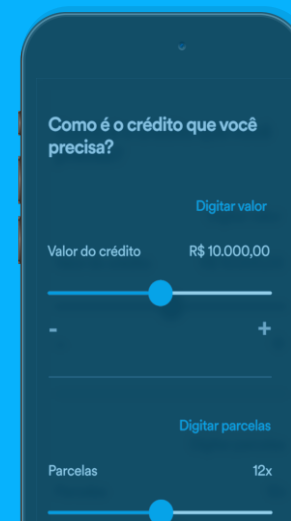 Como é o crédito que você
precisa?
Digitar valor
Valor do crédito R$ 10.000,00
- +
Digitar parcelas
Parcelas 12x